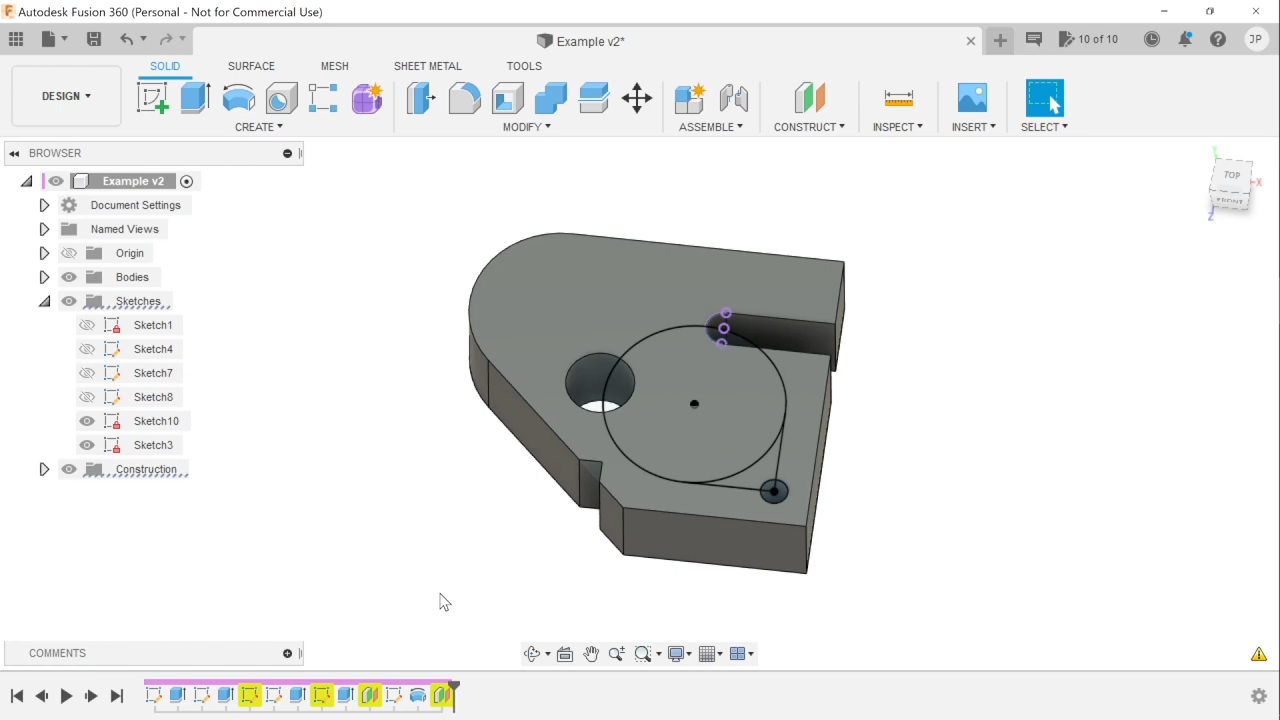 Autodesk Fusion 360 (Personal - Not for Commercial Use)
Example v2*
10 of 10
JP
DESIGN
SOLID SURFACE MESH SHEET METAL TOOLS
CREATE MODIFY ASSEMBLE CONSTRUCT INSPECT INSERT SELECT
BROWSER
Example v2
Document Settings
Named Views
Origin
Bodies
Sketches
Sketch1
Sketch4
Sketch7
Sketch8
Sketch10
Sketch3
Construction
Y
TOP
X
FRONT
Z
COMMENTS